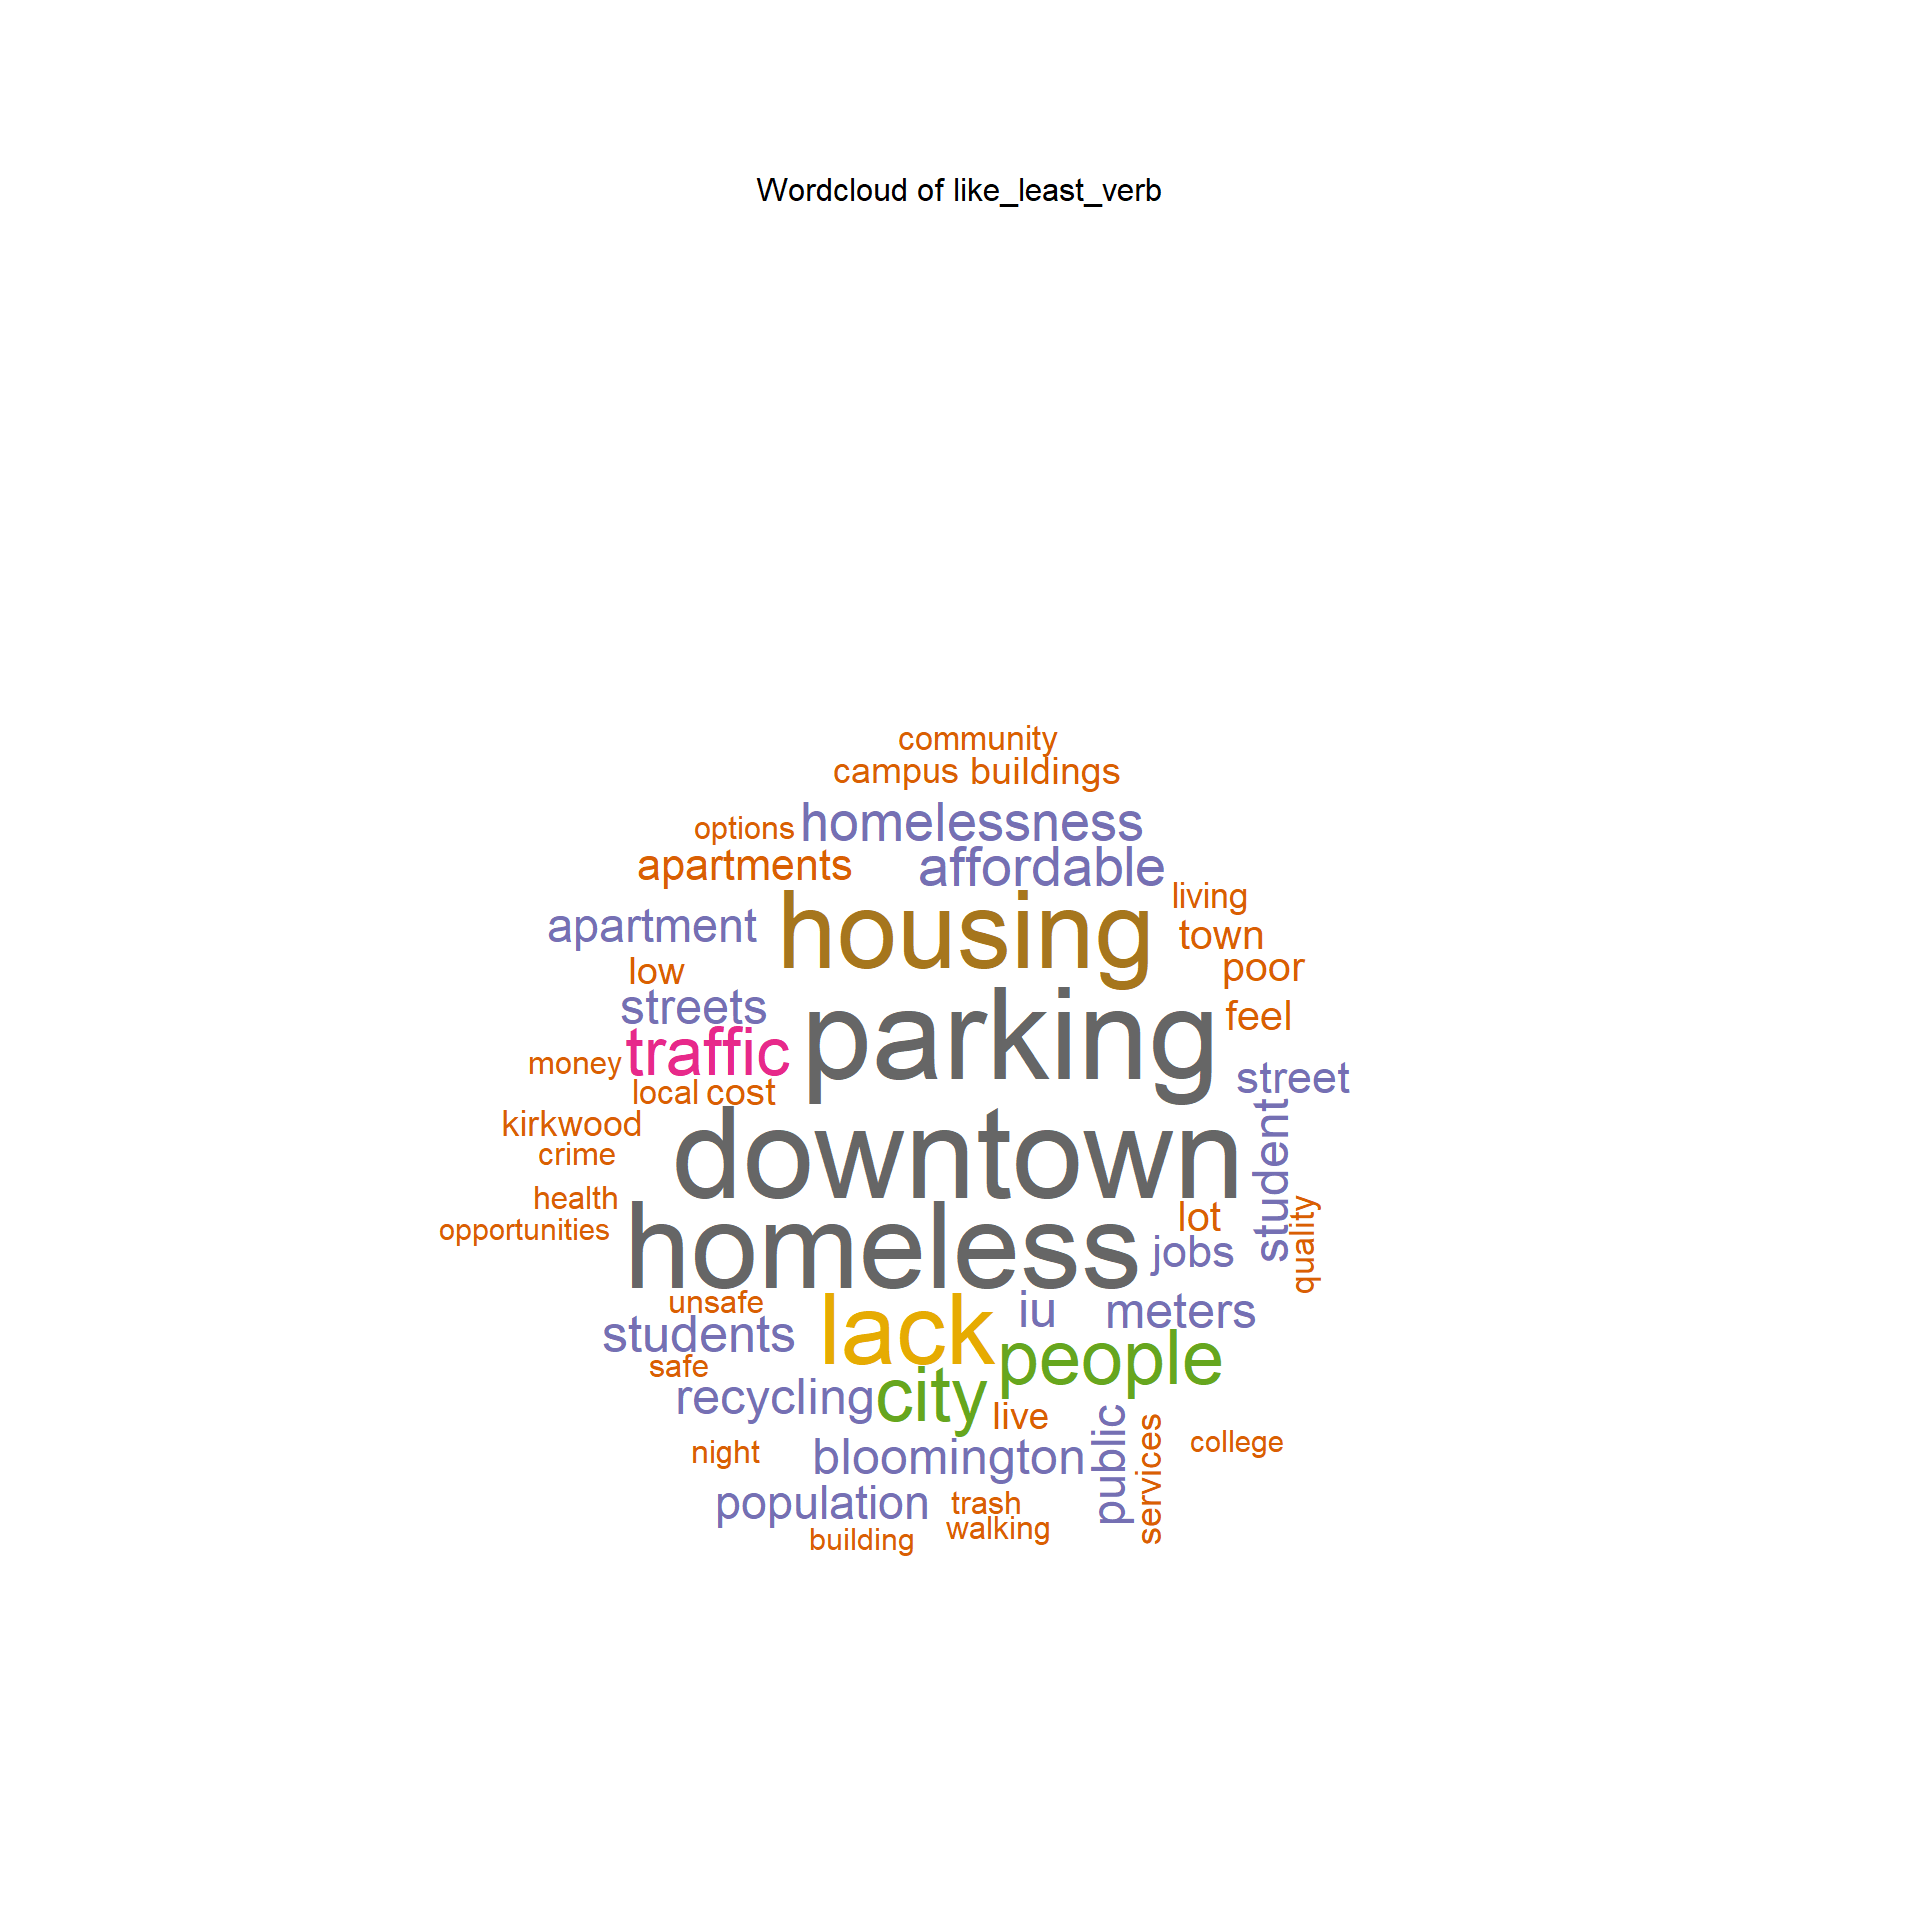 Wordcloud of like_least_verb
community
campus buildings
options homelessness
apartments affordable
living
housing
apartment town
low poor
streets feel
parking
traffic
money street
local cost
kirkwood student
crime
downtown
health
quality
opportunities lot
homeless jobs
unsafe iu meters
students lack
safe people
recycling city
live
public
services
night bloomington college
population trash
walking
building